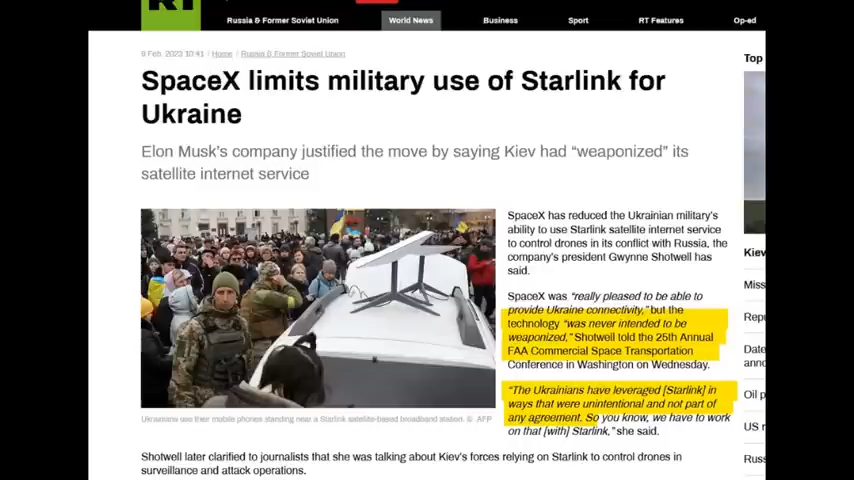 RT
Russia & Former Soviet Union World News Business Sport RT Features Op-ed
9 Feb, 2023 10:41 / Home / Russia & Former Soviet Union
SpaceX limits military use of Starlink for
Ukraine
Elon Musk's company justified the move by saying Kiev had “weaponized” its
satellite internet service
Ukrainians use their mobile phones standing near a Starlink satellite-based broadband station. © AFP
SpaceX has reduced the Ukrainian military's
ability to use Starlink satellite internet service
to control drones in its conflict with Russia, the
company's president Gwynne Shotwell has
said.
SpaceX was “really pleased to be able to
provide Ukraine connectivity,” but the
technology “was never intended to be
weaponized,” Shotwell told the 25th Annual
FAA Commercial Space Transportation
Conference in Washington on Wednesday.
“The Ukrainians have leveraged [Starlink] in
ways that were unintentional and not part of
any agreement. So you know, we have to work
on that [with] Starlink,” she said.
Shotwell later clarified to journalists that she was talking about Kiev's forces relying on Starlink to control drones in
surveillance and attack operations.
Top
Kiev
Miss
Repu
Date
anno
Oil p
US r
Russ